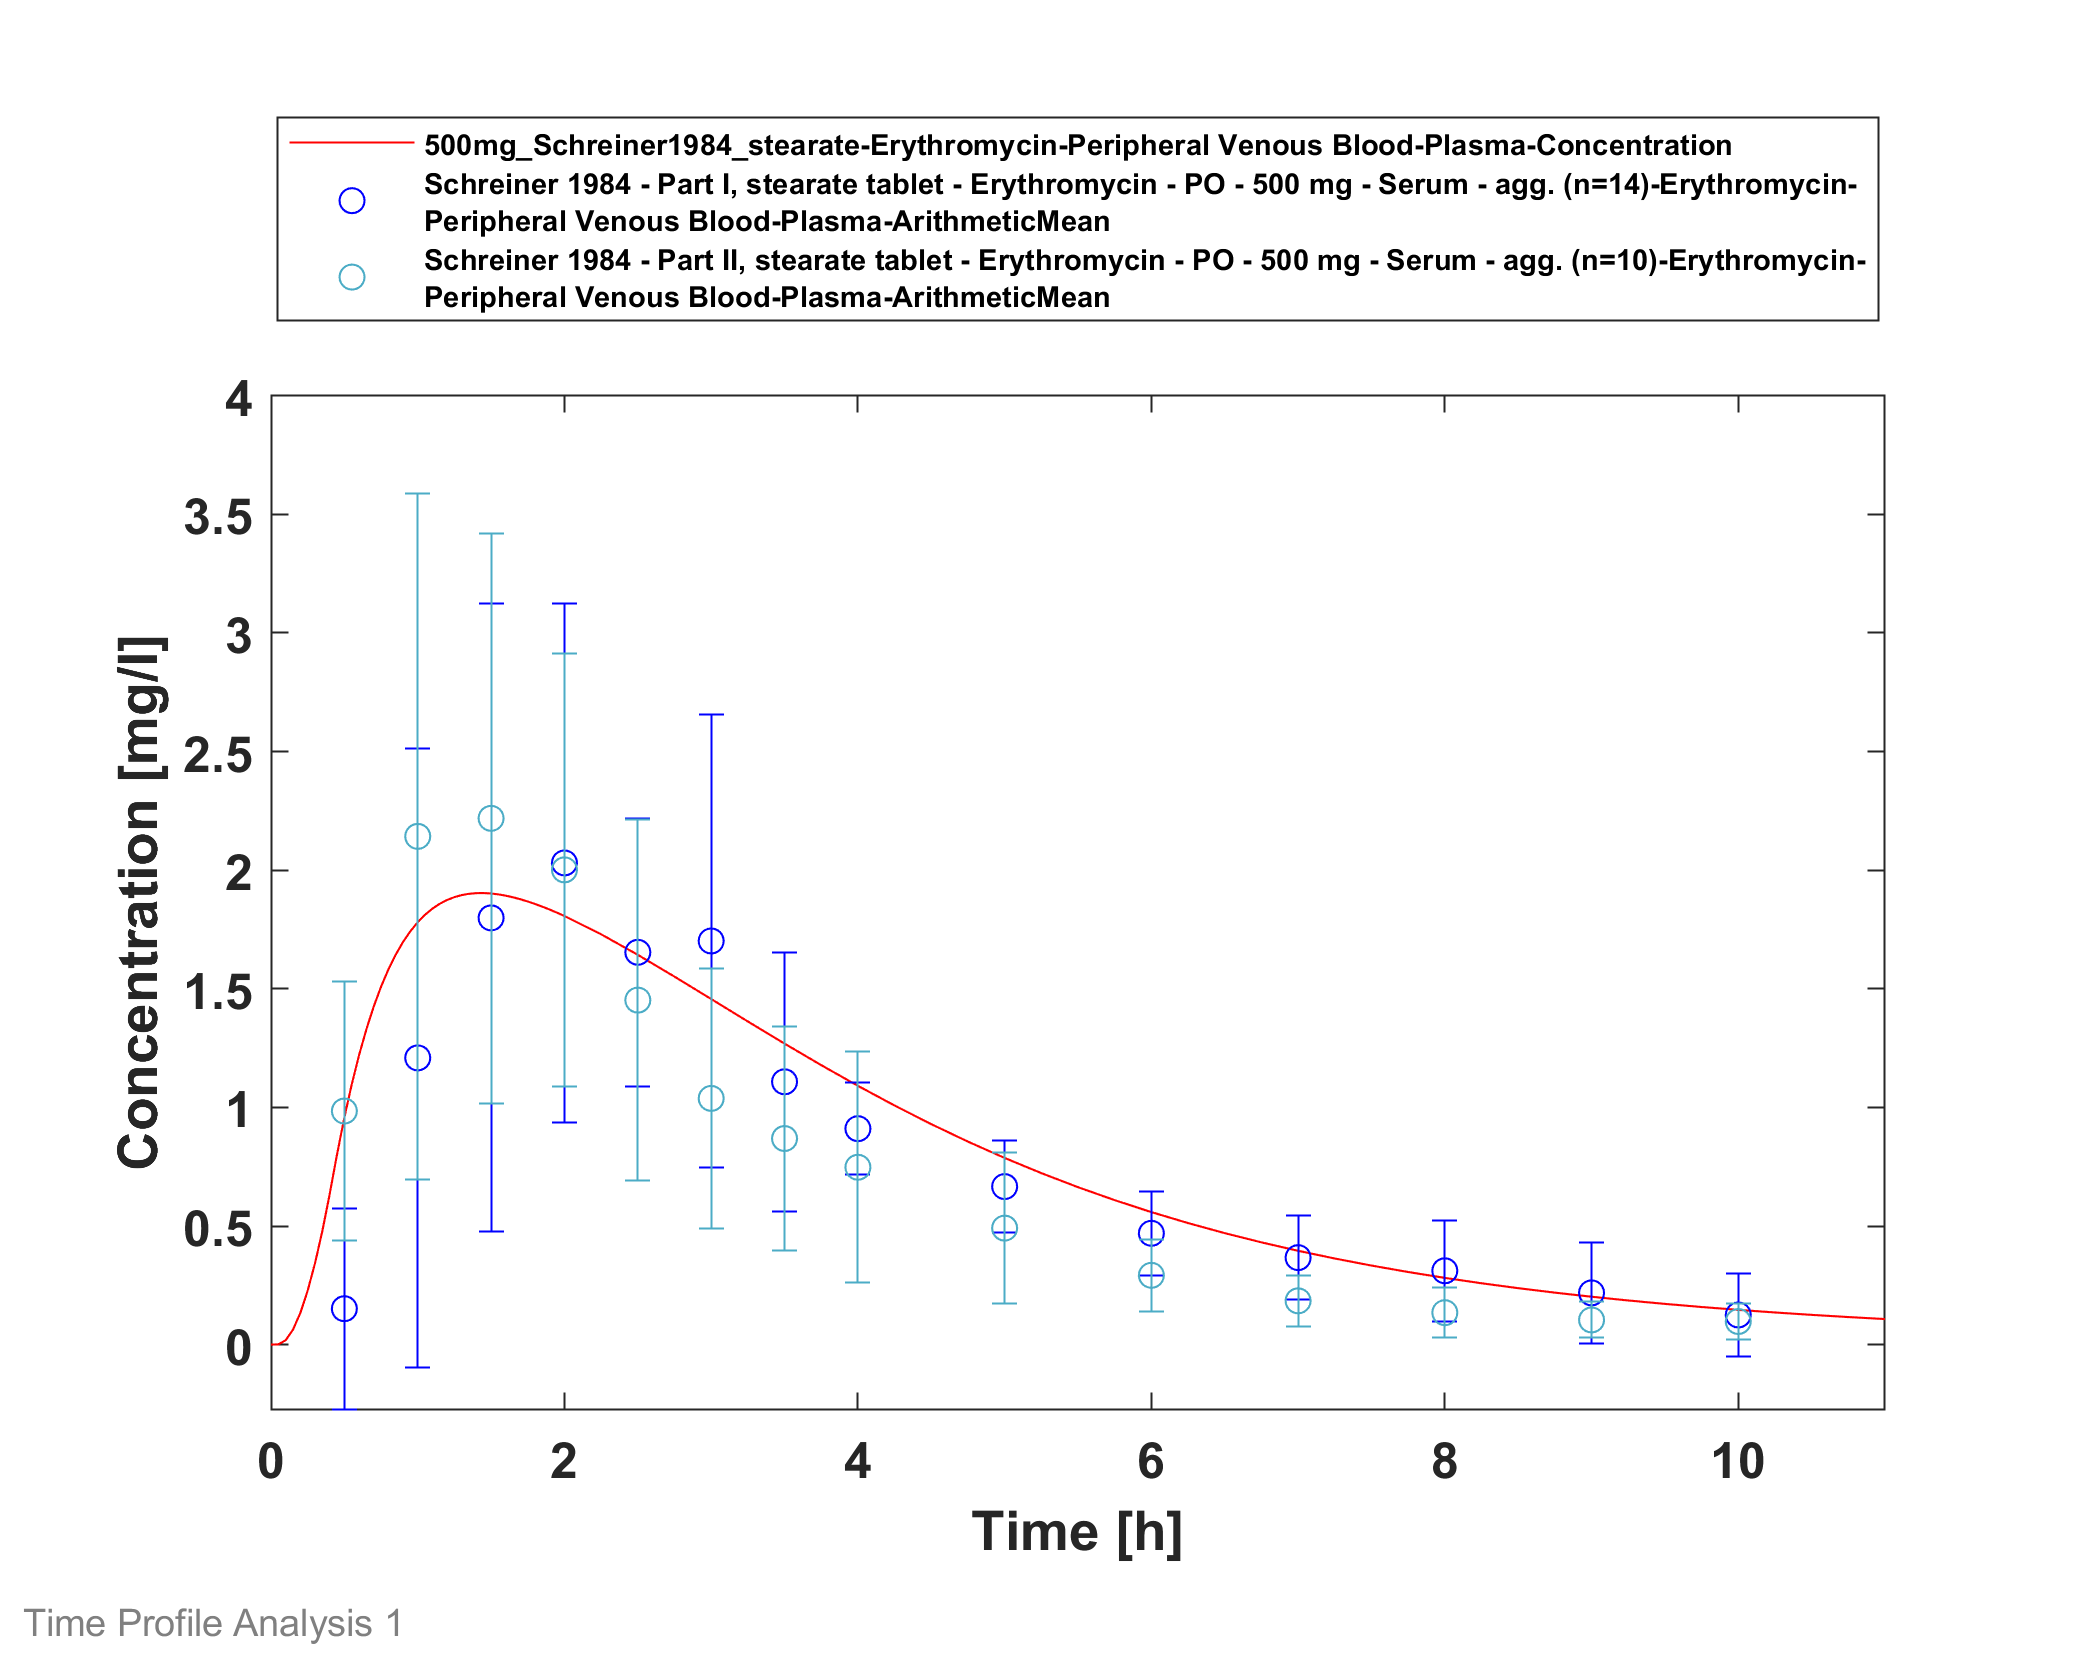 500mg_Schreiner1984_stearate-Erythromycin-Peripheral Venous Blood-Plasma-Concentration
Schreiner 1984 - Part I, stearate tablet - Erythromycin - PO - 500 mg - Serum - agg. (n=14)-Erythromycin-
Peripheral Venous Blood-Plasma-ArithmeticMean
Schreiner 1984 - Part II, stearate tablet - Erythromycin - PO - 500 mg - Serum - agg. (n=10)-Erythromycin-
Peripheral Venous Blood-Plasma-ArithmeticMean
4
3.5
3
2.5
2
1.5
1
0.5
0
Concentration [mg/l]
0 2 4 6 8 10
Time [h]
Time Profile Analysis 1